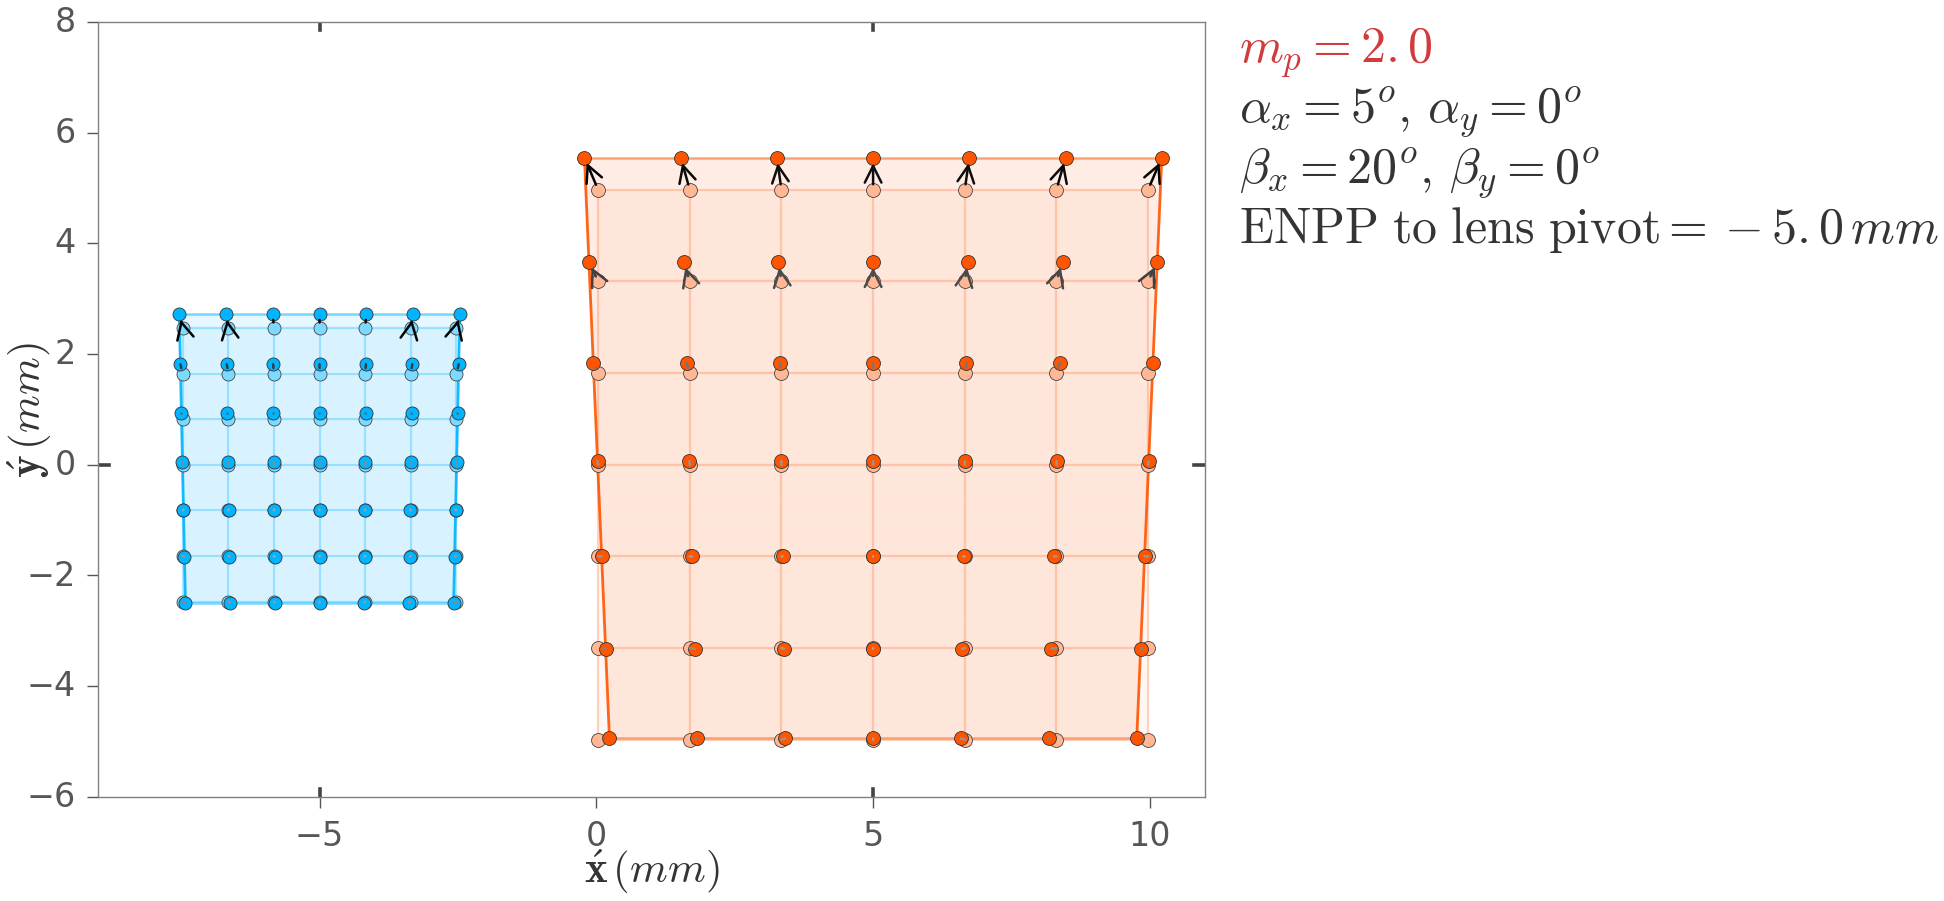 m_p = 2.0
α_x = 5°, α_y = 0°
β_x = 20°, β_y = 0°
ENPP to lens pivot = −5.0 mm
8
6
4
2
0
−2
−4
−6
ý (mm)
−5
0
5
10
x́ (mm)